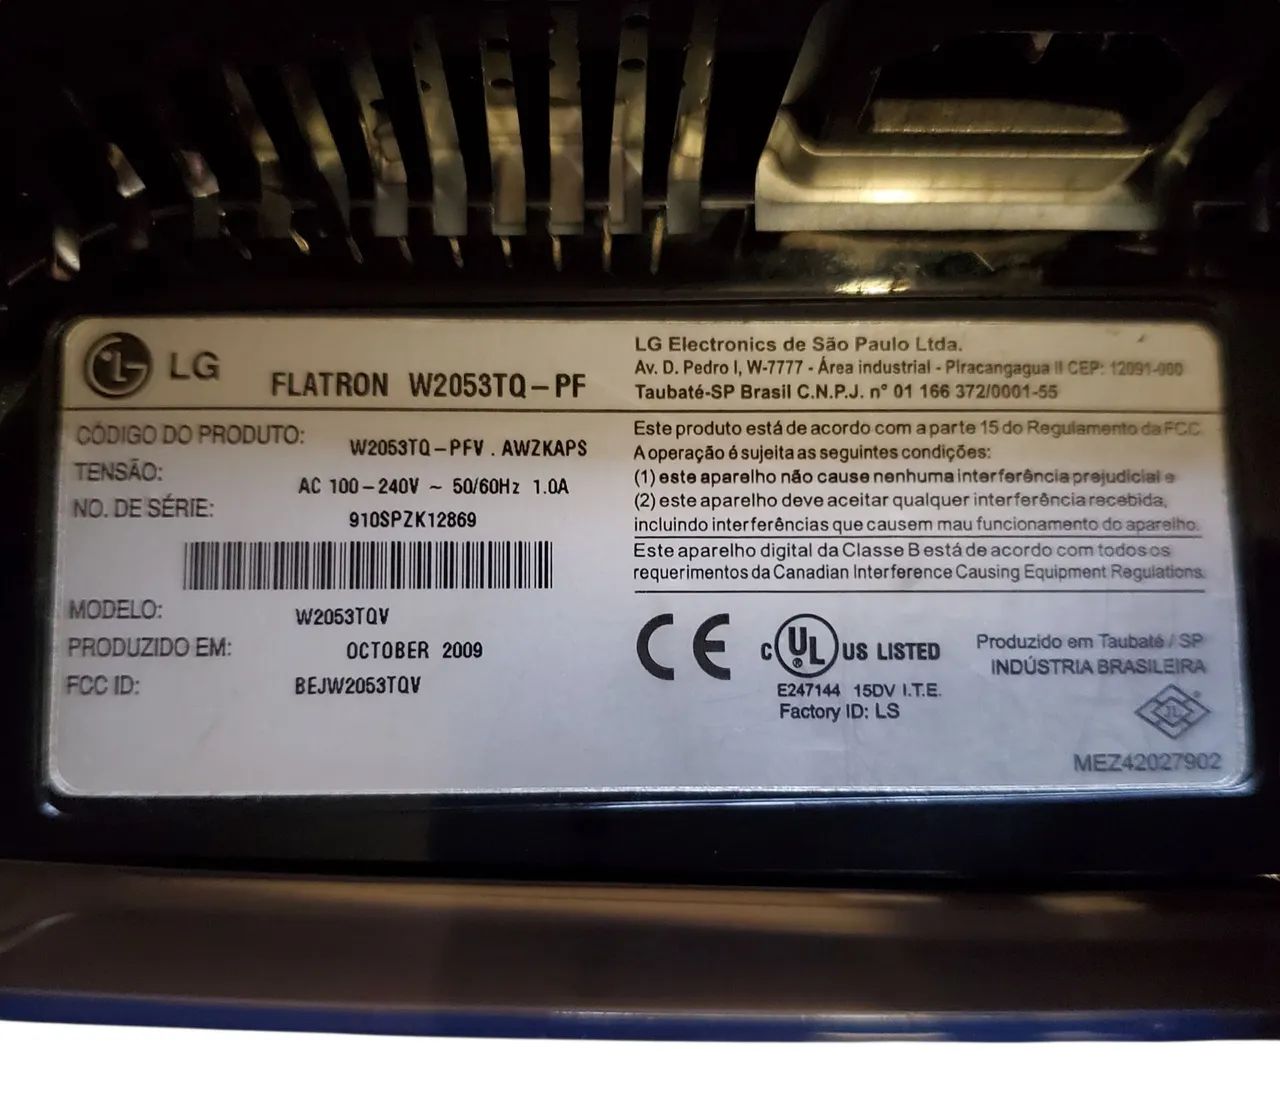 LG
FLATRON W2053TQ-PF
CÓDIGO DO PRODUTO: W2053TQ-PFV . AWZKAPS
TENSÃO: AC 100-240V ~ 50/60Hz 1.0A
NO. DE SÉRIE: 910SPZK12869
MODELO: W2053TQV
PRODUZIDO EM: OCTOBER 2009
FCC ID: BEJW2053TQV
LG Electronics de São Paulo Ltda.
Av. D. Pedro I, W-7777 - Área industrial - Piracangagua II CEP: 12091-000
Taubaté-SP Brasil C.N.P.J. n° 01 166 372/0001-55
Este produto está de acordo com a parte 15 do Regulamento da FCC
A operação é sujeita as seguintes condições:
(1) este aparelho não cause nenhuma interferência prejudicial e
(2) este aparelho deve aceitar qualquer interferência recebida,
incluindo interferências que causem mau funcionamento do aparelho.
Este aparelho digital da Classe B está de acordo com todos os
requerimentos da Canadian Interference Causing Equipment Regulations.
CE
C UL ® US LISTED
E247144 15DV I.T.E.
Factory ID: LS
Produzido em Taubaté / SP
INDÚSTRIA BRASILEIRA
JL
MEZ42027902